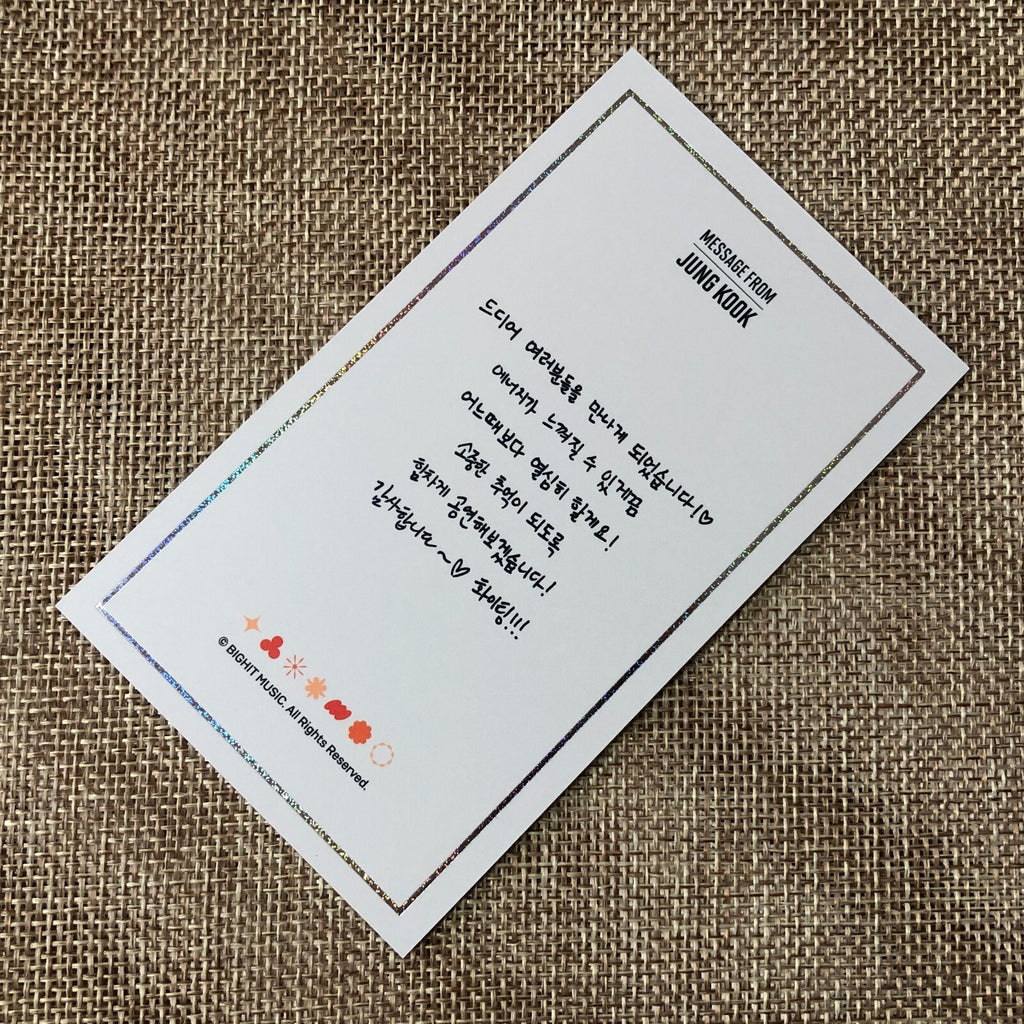 MESSAGE FROM
JUNG KOOK
드디어 여러분들을 만나게 되었습니다!♡
에너지가 느껴질 수 있게끔
어느때보다 열심히 할게요!
소중한 추억이 되도록
힘차게 공연해보겠습니다!
감사합니다~♡ 화이팅!!!
© BIGHIT MUSIC. All Rights Reserved.